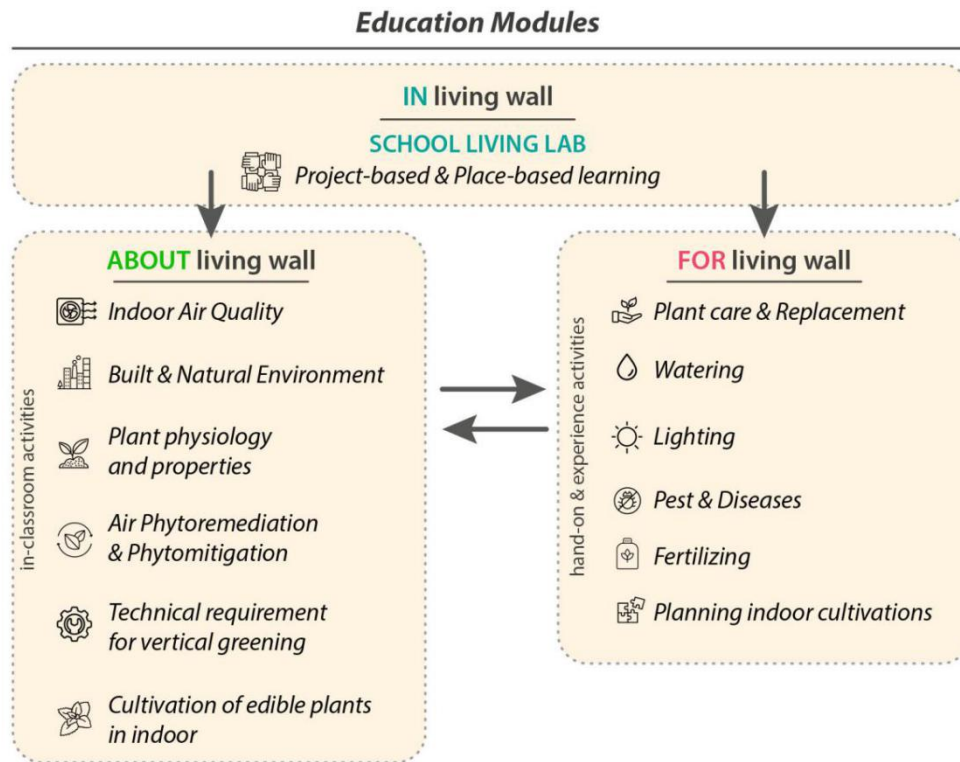 Education Modules
IN living wall
SCHOOL LIVING LAB
Project-based & Place-based learning
ABOUT living wall
in-classroom activities
Indoor Air Quality
Built & Natural Environment
Plant physiology
and properties
Air Phytoremediation
& Phytomitigation
Technical requirement
for vertical greening
Cultivation of edible plants
in indoor
FOR living wall
hand-on & experience activities
Plant care & Replacement
Watering
Lighting
Pest & Diseases
Fertilizing
Planning indoor cultivations